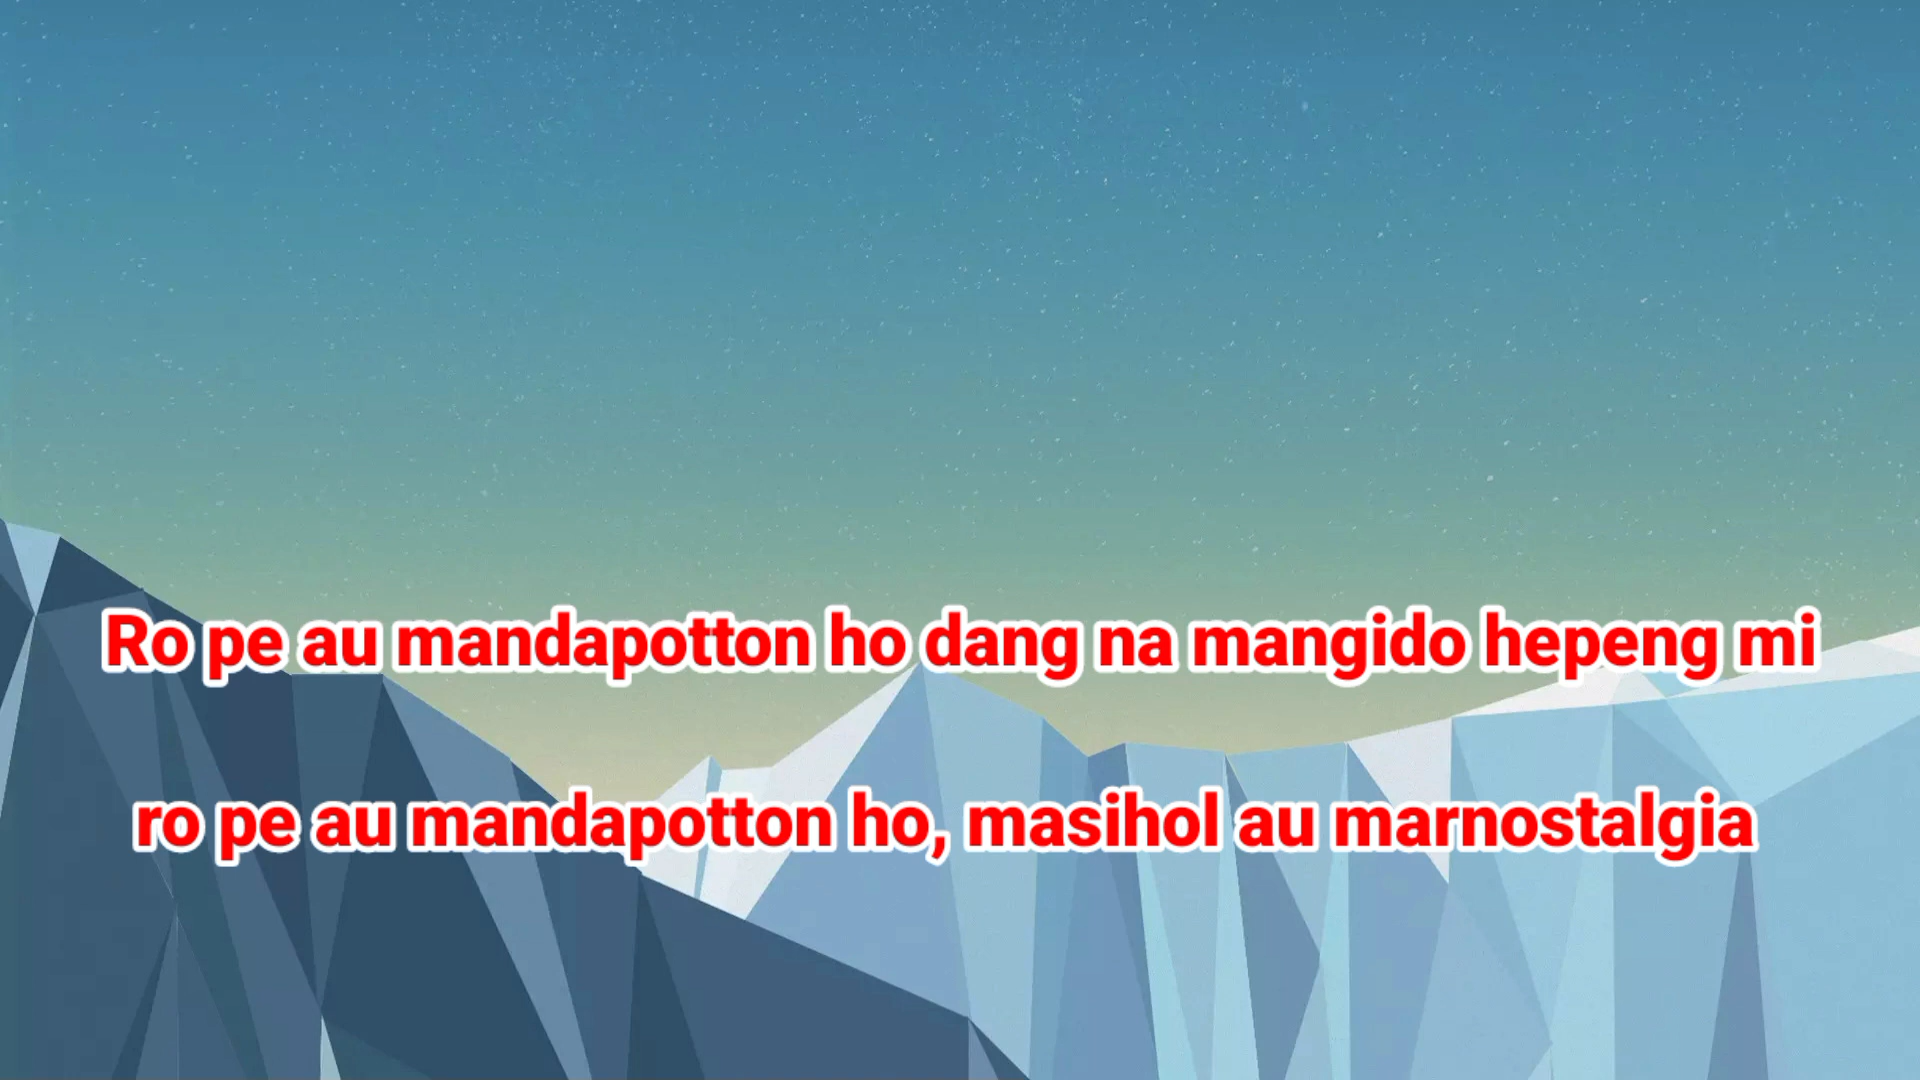 Ro pe au mandapotton ho dang na mangido hepeng mi
ro pe au mandapotton ho, masihol au marnostalgia